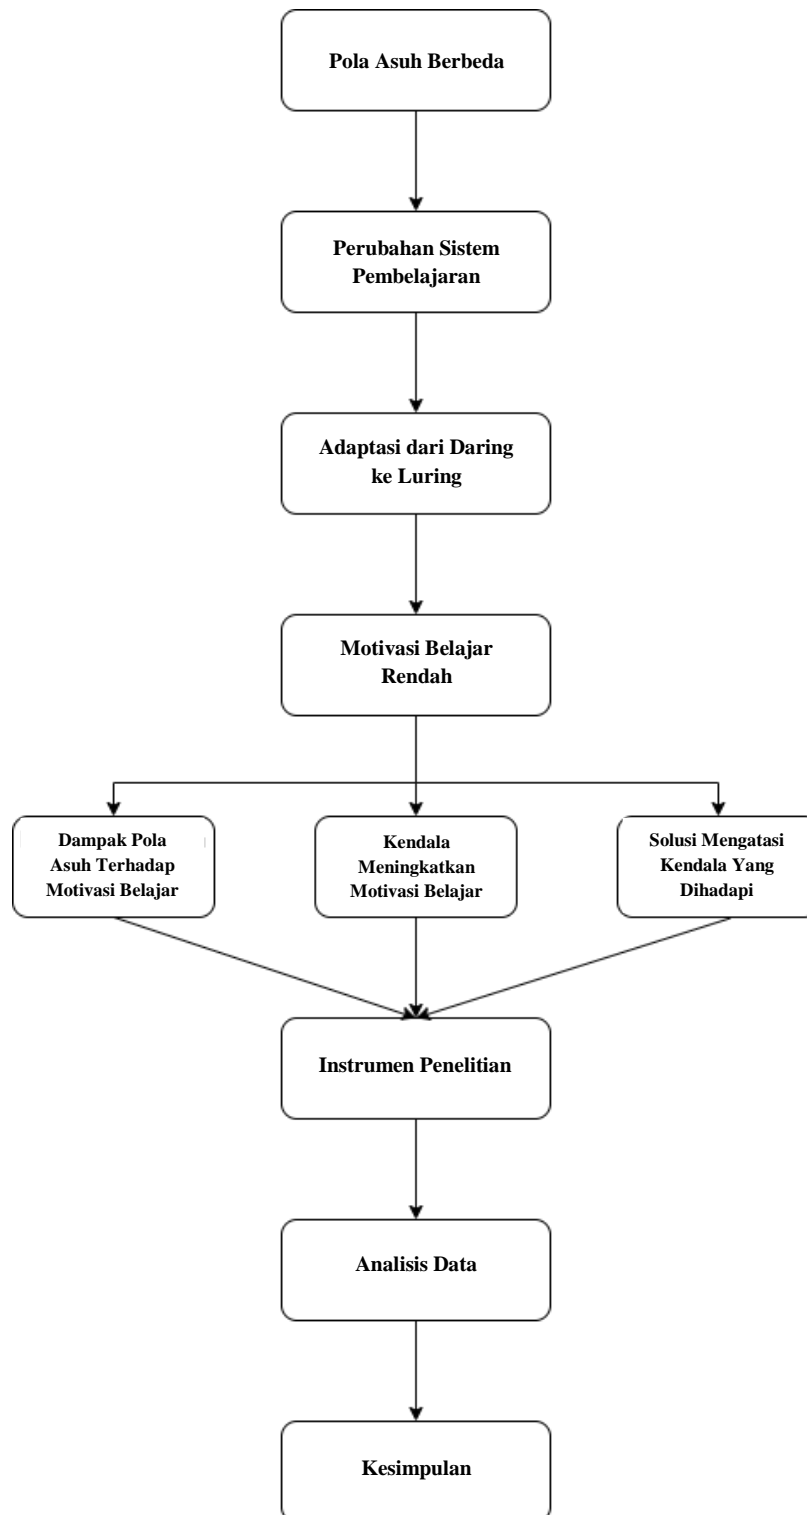 Pola Asuh Berbeda
Perubahan Sistem
Pembelajaran
Adaptasi dari Daring
ke Luring
Motivasi Belajar
Rendah
Dampak Pola
Asuh Terhadap
Motivasi Belajar
Kendala
Meningkatkan
Motivasi Belajar
Solusi Mengatasi
Kendala Yang
Dihadapi
Instrumen Penelitian
Analisis Data
Kesimpulan